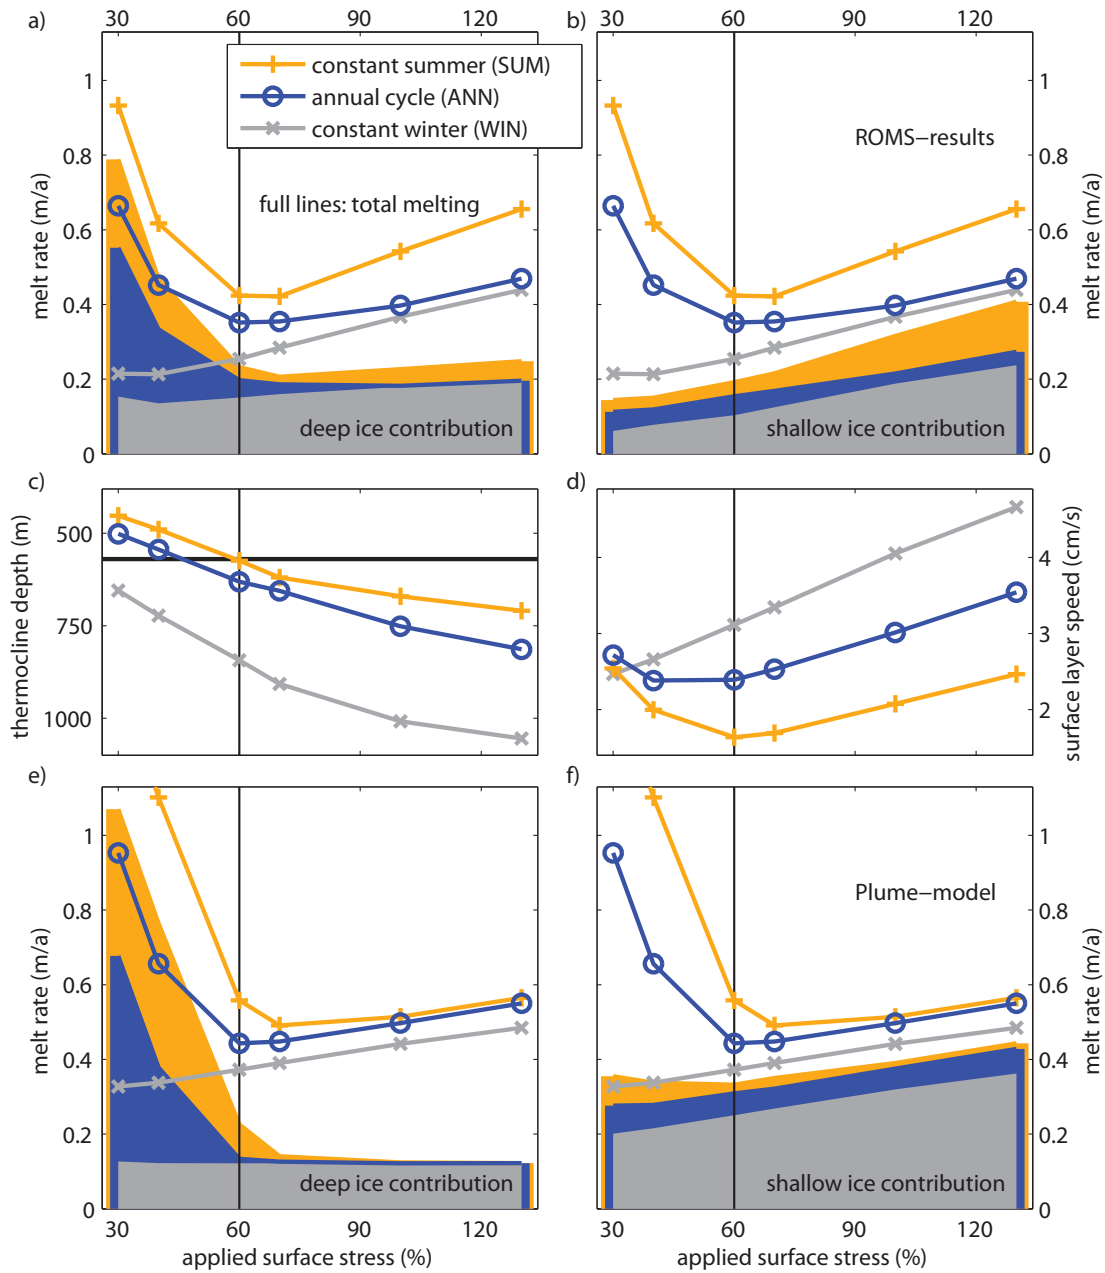 a)
30
60
90
120
b)
30
60
90
120
constant summer (SUM)
annual cycle (ANN)
constant winter (WIN)
full lines: total melting
ROMS−results
melt rate (m/a)
1
0.8
0.6
0.4
0.2
0
deep ice contribution
shallow ice contribution
1
0.8
0.6
0.4
0.2
0
melt rate (m/a)
c)
thermocline depth (m)
500
750
1000
d)
4
3
2
surface layer speed (cm/s)
e)
melt rate (m/a)
1
0.8
0.6
0.4
0.2
0
deep ice contribution
30
60
90
120
applied surface stress (%)
f)
Plume−model
shallow ice contribution
1
0.8
0.6
0.4
0.2
0
melt rate (m/a)
30
60
90
120
applied surface stress (%)